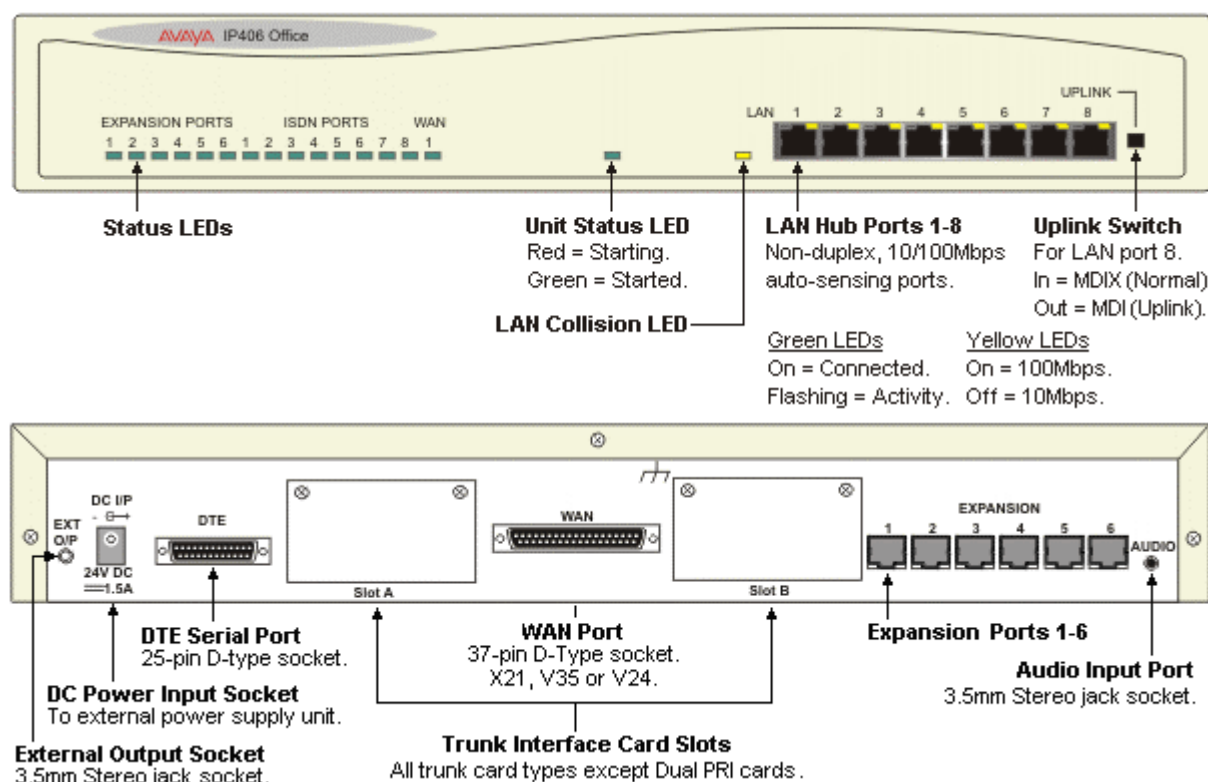 AVAYA IP406 Office
UPLINK
LAN 1 2 3 4 5 6 7 8
EXPANSION PORTS ISDN PORTS WAN
1 2 3 4 5 6 1 2 3 4 5 6 7 8 1
Status LEDs
Unit Status LED
Red = Starting.
Green = Started.
LAN Collision LED
LAN Hub Ports 1-8
Non-duplex, 10/100Mbps
auto-sensing ports.
Green LEDs
On = Connected.
Flashing = Activity.
Yellow LEDs
On = 100Mbps.
Off = 10Mbps.
Uplink Switch
For LAN port 8.
In = MDIX (Normal)
Out = MDI (Uplink).
EXT
O/P
DC I/P
- +
24V DC
1.5A
DTE
Slot A
WAN
Slot B
EXPANSION
1 2 3 4 5 6
AUDIO
DTE Serial Port
25-pin D-type socket.
DC Power Input Socket
To external power supply unit.
External Output Socket
3.5mm Stereo jack socket.
WAN Port
37-pin D-Type socket.
X21, V35 or V24.
Trunk Interface Card Slots
All trunk card types except Dual PRI cards.
Expansion Ports 1-6
Audio Input Port
3.5mm Stereo jack socket.